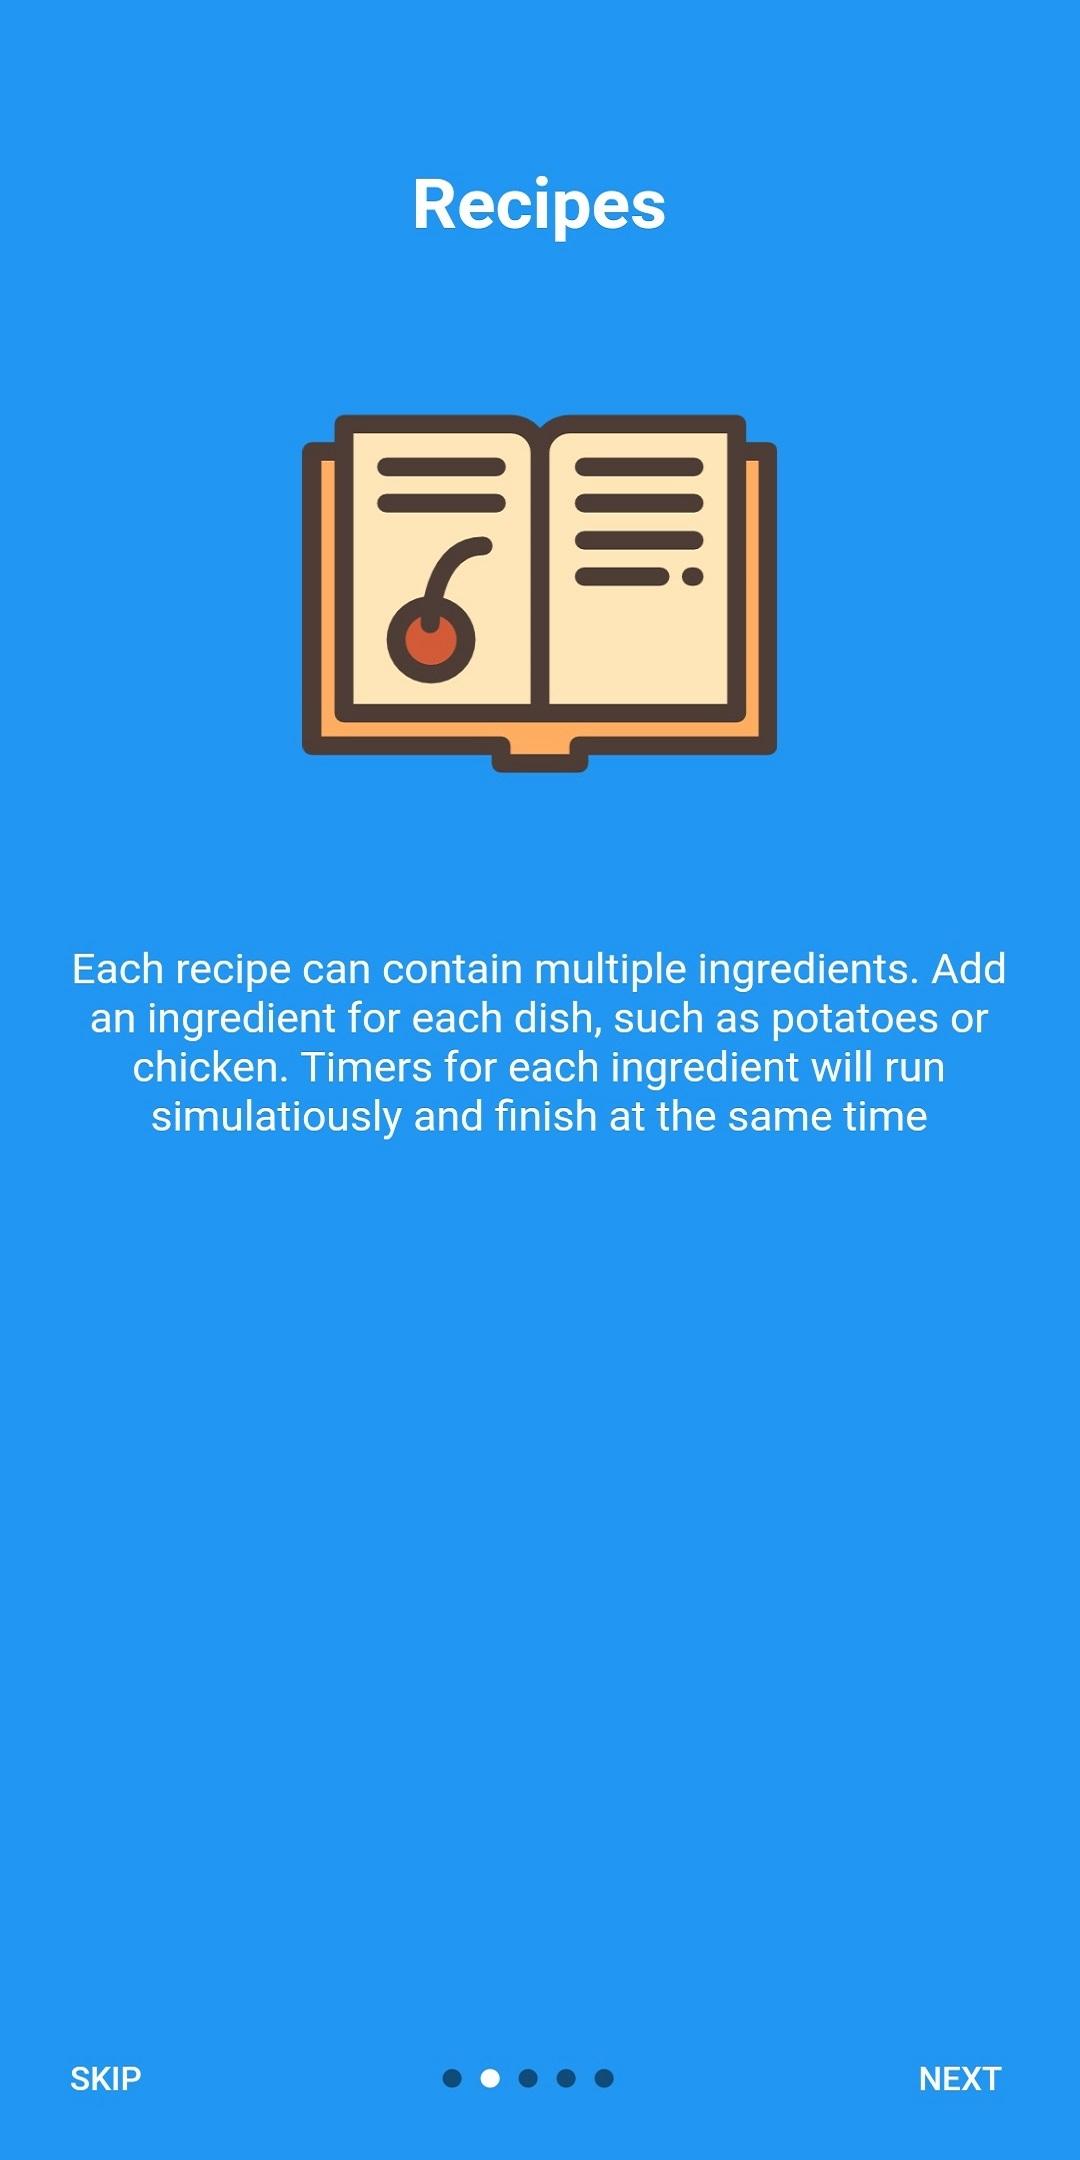 Recipes
Each recipe can contain multiple ingredients. Add
an ingredient for each dish, such as potatoes or
chicken. Timers for each ingredient will run
simulatiously and finish at the same time
SKIP
NEXT